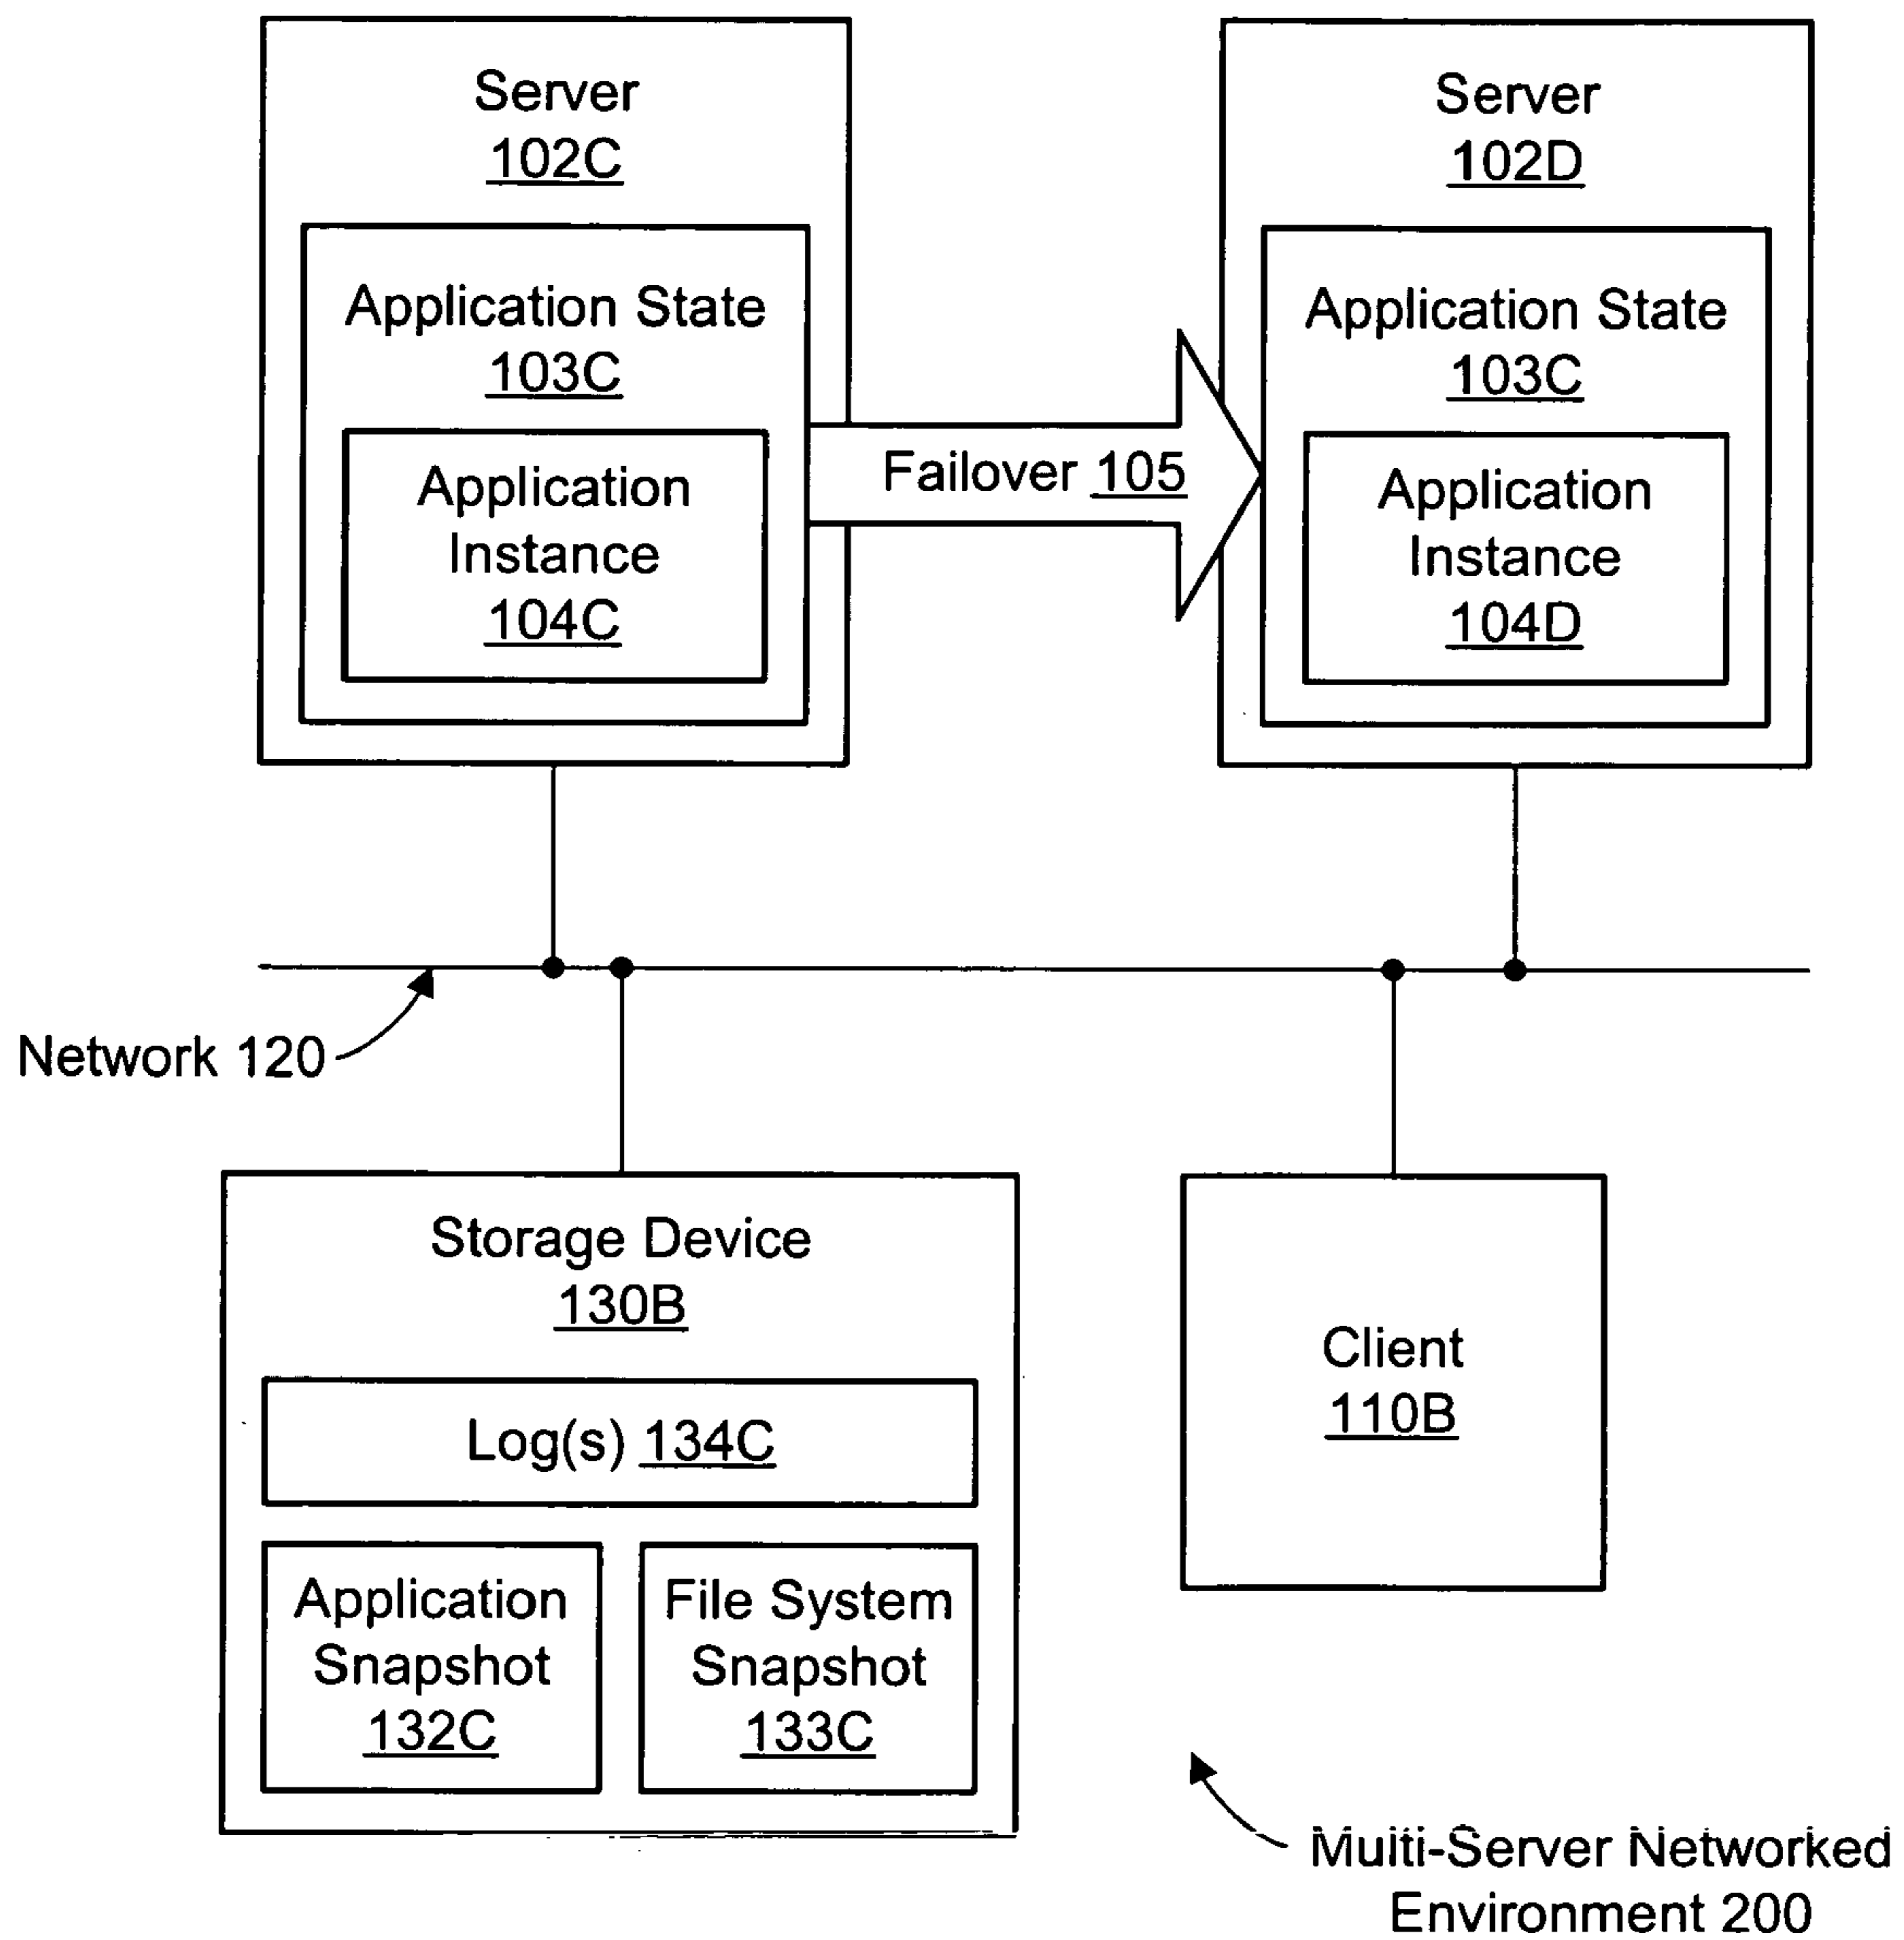 Server
102C
Application State
103C
Application
Instance
104C
Failover 105
Server
102D
Application State
103C
Application
Instance
104D
Network 120
Storage Device
130B
Log(s) 134C
Application
Snapshot
132C
File System
Snapshot
133C
Client
110B
Multi-Server Networked
Environment 200